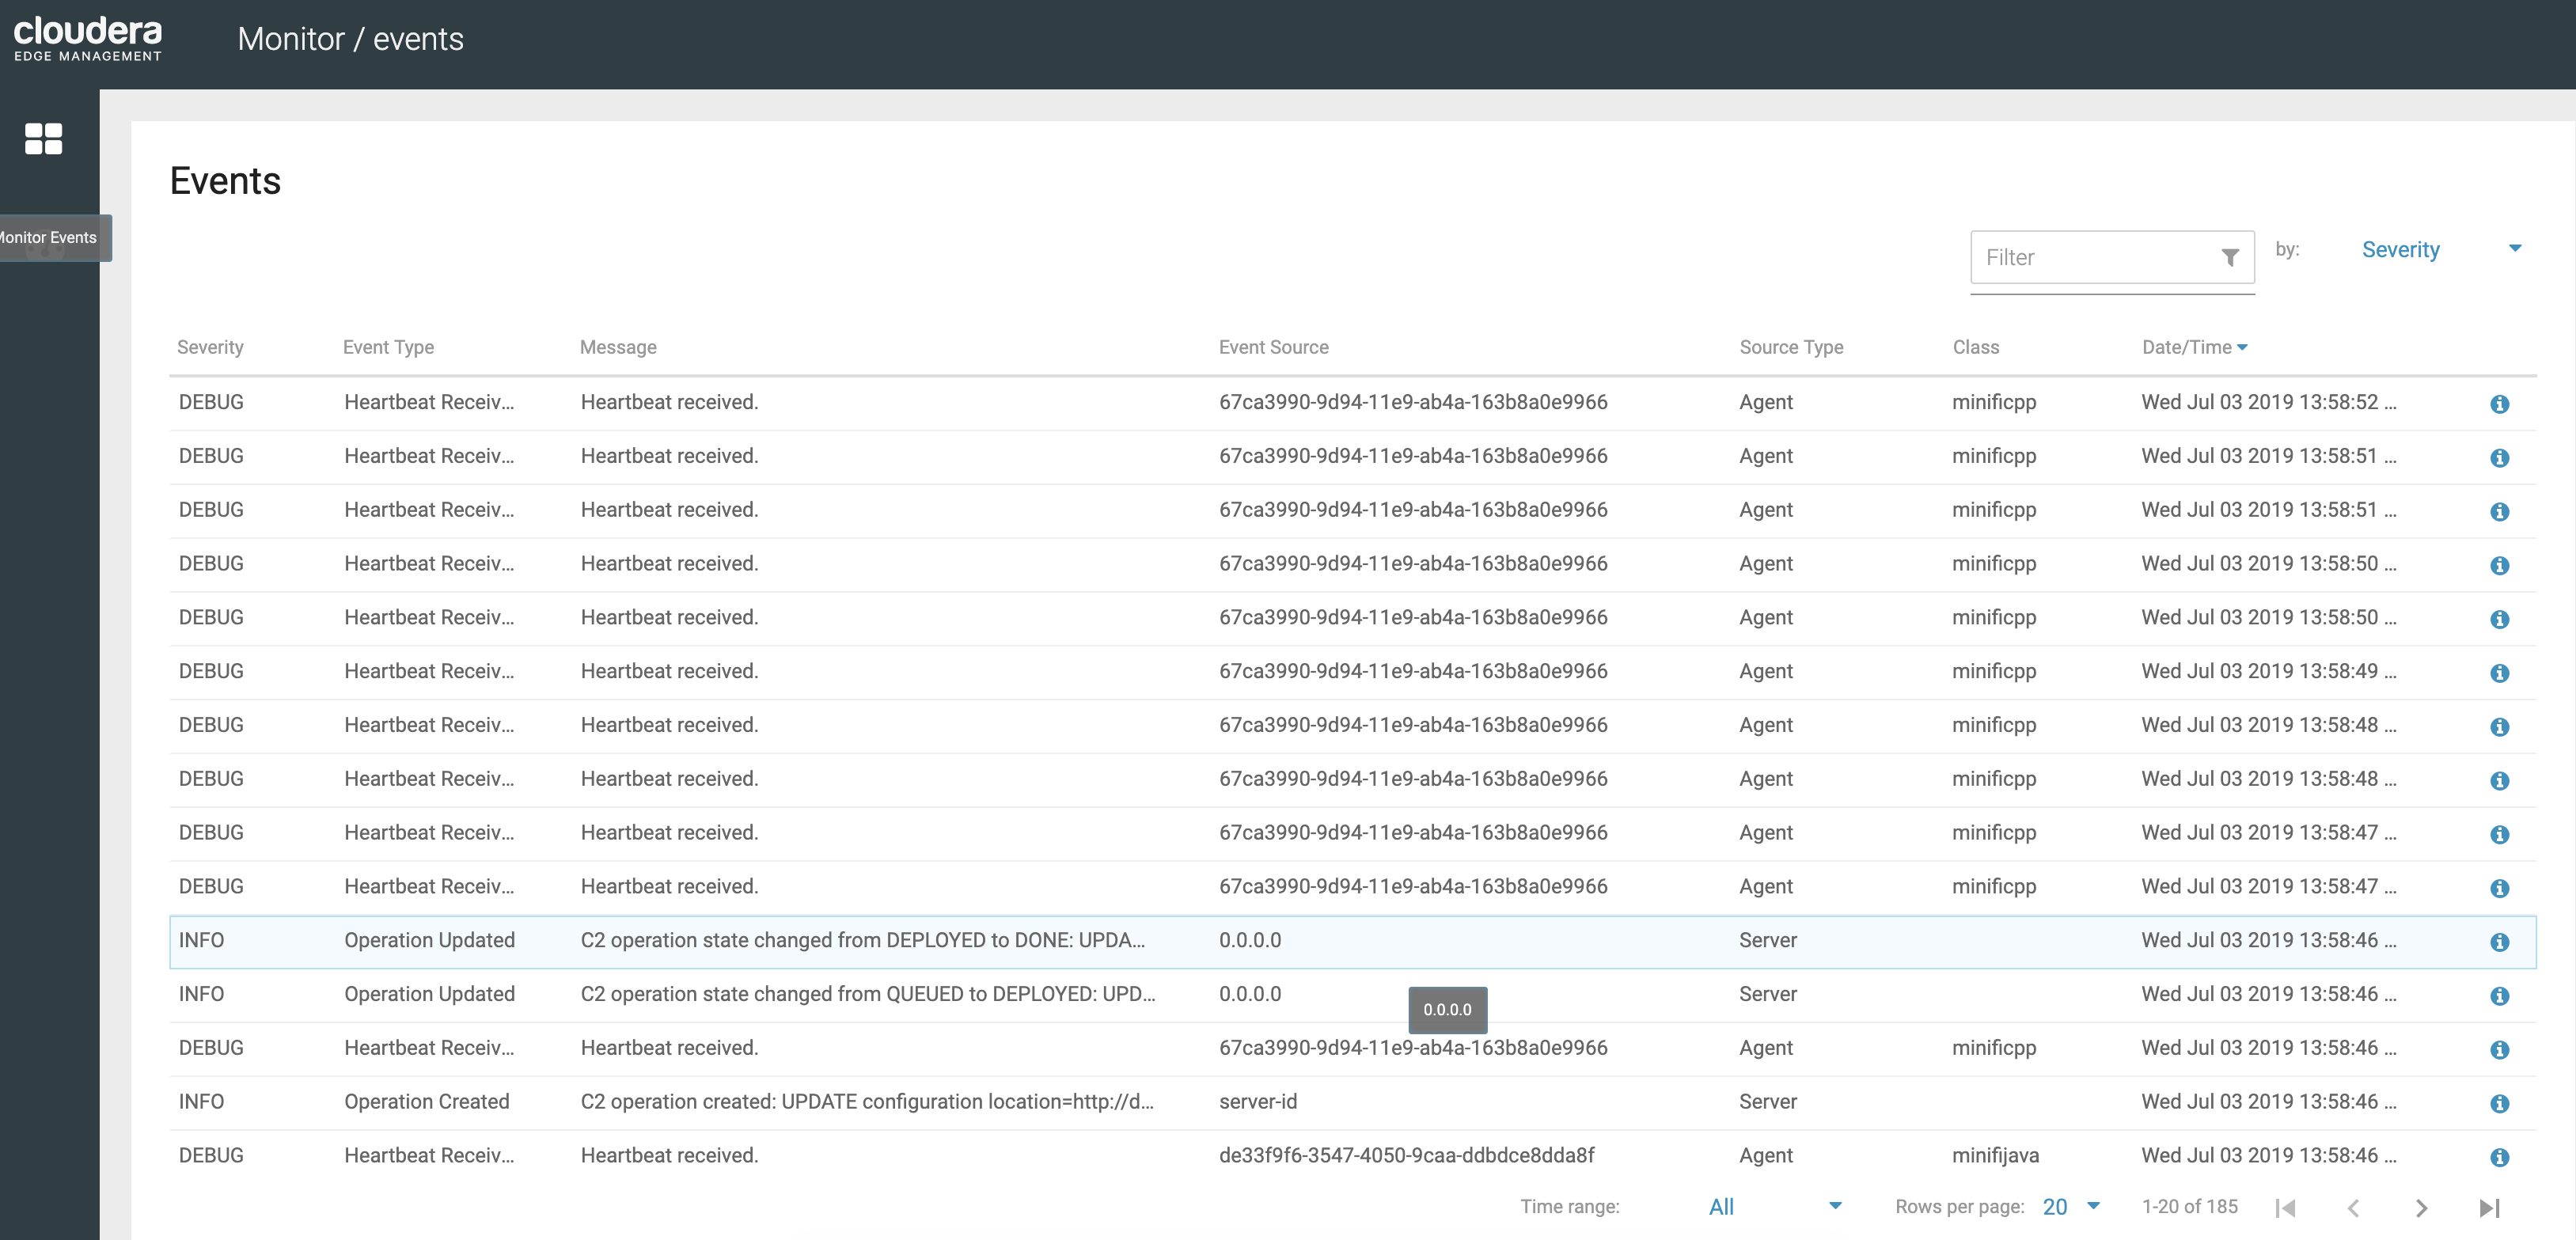 cloudera
EDGE MANAGEMENT
Monitor / events
Events
Monitor Events
Filter by: Severity
Severity Event Type Message Event Source Source Type Class Date/Time
DEBUG Heartbeat Receiv... Heartbeat received. 67ca3990-9d94-11e9-ab4a-163b8a0e9966 Agent minificpp Wed Jul 03 2019 13:58:52 ...
DEBUG Heartbeat Receiv... Heartbeat received. 67ca3990-9d94-11e9-ab4a-163b8a0e9966 Agent minificpp Wed Jul 03 2019 13:58:51 ...
DEBUG Heartbeat Receiv... Heartbeat received. 67ca3990-9d94-11e9-ab4a-163b8a0e9966 Agent minificpp Wed Jul 03 2019 13:58:51 ...
DEBUG Heartbeat Receiv... Heartbeat received. 67ca3990-9d94-11e9-ab4a-163b8a0e9966 Agent minificpp Wed Jul 03 2019 13:58:50 ...
DEBUG Heartbeat Receiv... Heartbeat received. 67ca3990-9d94-11e9-ab4a-163b8a0e9966 Agent minificpp Wed Jul 03 2019 13:58:50 ...
DEBUG Heartbeat Receiv... Heartbeat received. 67ca3990-9d94-11e9-ab4a-163b8a0e9966 Agent minificpp Wed Jul 03 2019 13:58:49 ...
DEBUG Heartbeat Receiv... Heartbeat received. 67ca3990-9d94-11e9-ab4a-163b8a0e9966 Agent minificpp Wed Jul 03 2019 13:58:48 ...
DEBUG Heartbeat Receiv... Heartbeat received. 67ca3990-9d94-11e9-ab4a-163b8a0e9966 Agent minificpp Wed Jul 03 2019 13:58:48 ...
DEBUG Heartbeat Receiv... Heartbeat received. 67ca3990-9d94-11e9-ab4a-163b8a0e9966 Agent minificpp Wed Jul 03 2019 13:58:47 ...
DEBUG Heartbeat Receiv... Heartbeat received. 67ca3990-9d94-11e9-ab4a-163b8a0e9966 Agent minificpp Wed Jul 03 2019 13:58:47 ...
INFO Operation Updated C2 operation state changed from DEPLOYED to DONE: UPDA... 0.0.0.0 Server Wed Jul 03 2019 13:58:46 ...
INFO Operation Updated C2 operation state changed from QUEUED to DEPLOYED: UPD... 0.0.0.0 Server Wed Jul 03 2019 13:58:46 ...
0.0.0.0
DEBUG Heartbeat Receiv... Heartbeat received. 67ca3990-9d94-11e9-ab4a-163b8a0e9966 Agent minificpp Wed Jul 03 2019 13:58:46 ...
INFO Operation Created C2 operation created: UPDATE configuration location=http://d... server-id Server Wed Jul 03 2019 13:58:46 ...
DEBUG Heartbeat Receiv... Heartbeat received. de33f9f6-3547-4050-9caa-ddbdce8dda8f Agent minifijava Wed Jul 03 2019 13:58:46 ...
Time range: All Rows per page: 20 1-20 of 185